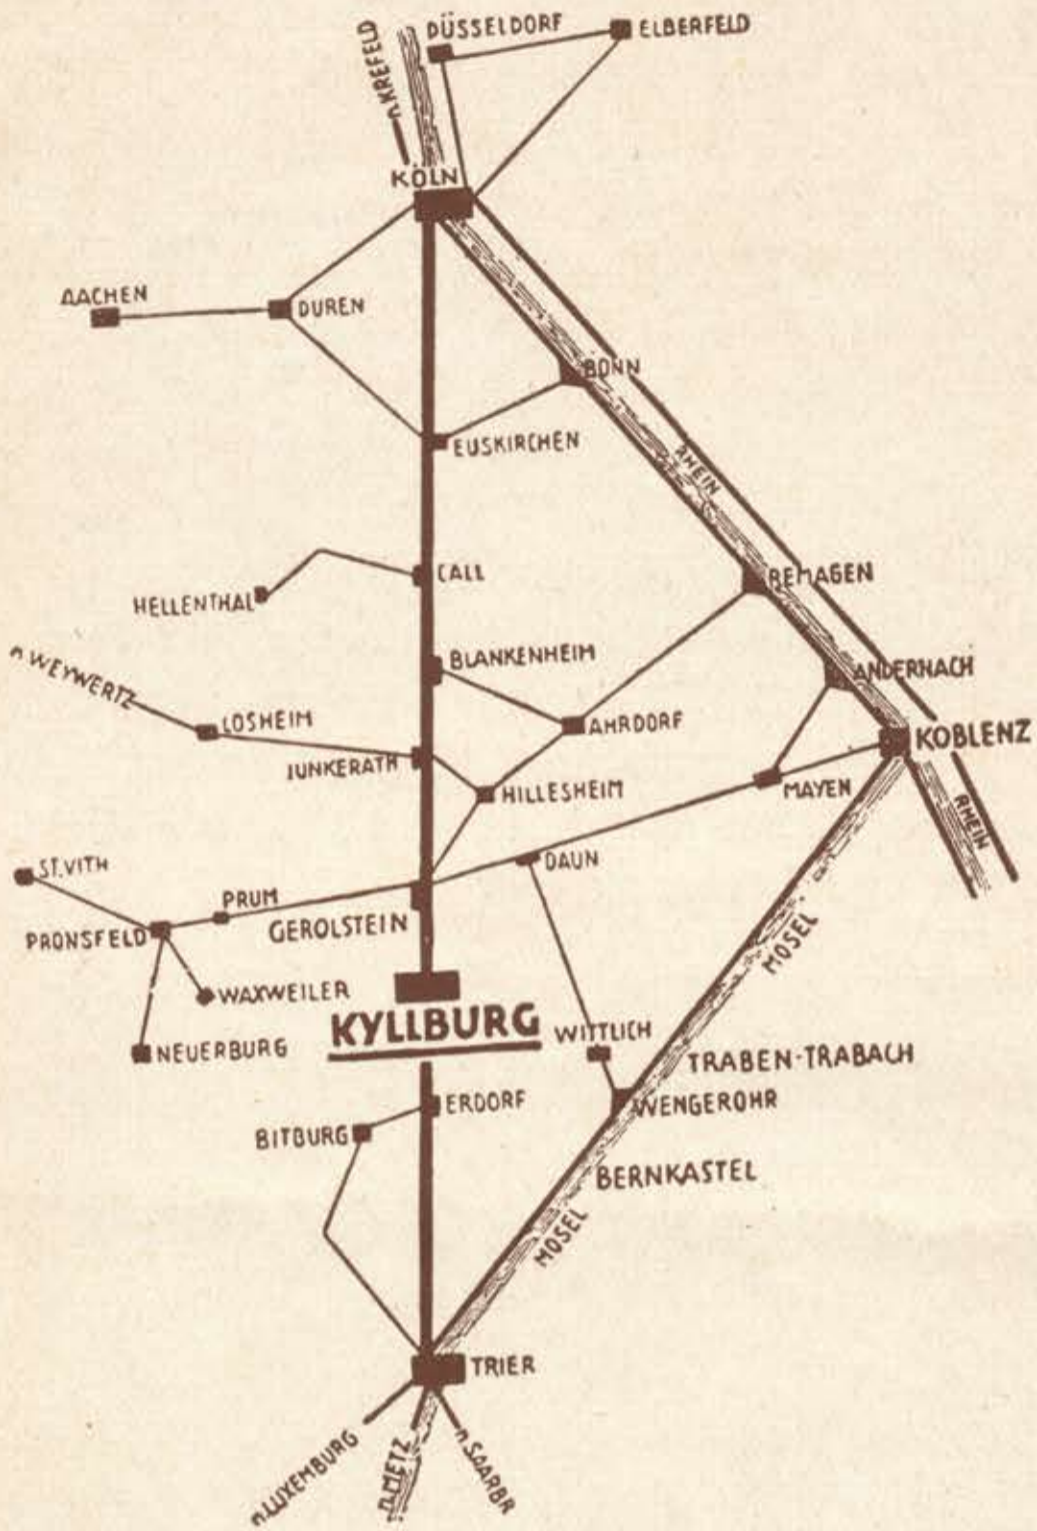 DÜSSELDORF
ELBERFELD
n. KREFELD
KÖLN
AACHEN
DUREN
BONN
EUSKIRCHEN
RHEIN
CALL
REMAGEN
HELLENTHAL
BLANKENHEIM
n. WEYWERTZ
ANDERNACH
LOSHEIM
AHRDORF
KOBLENZ
JUNKERATH
HILLESHEIM
MAYEN
RHEIN
ST. VITH
DAUN
PRUM
GEROLSTEIN
PRONSFELD
MOSEL
WAXWEILER
KYLLBURG
WITTLICH
NEUERBURG
TRABEN-TRABACH
ERDORF
WENGEROHR
BITBURG
BERNKASTEL
MOSEL
TRIER
n. LUXEMBURG
n. METZ
n. SAARBR